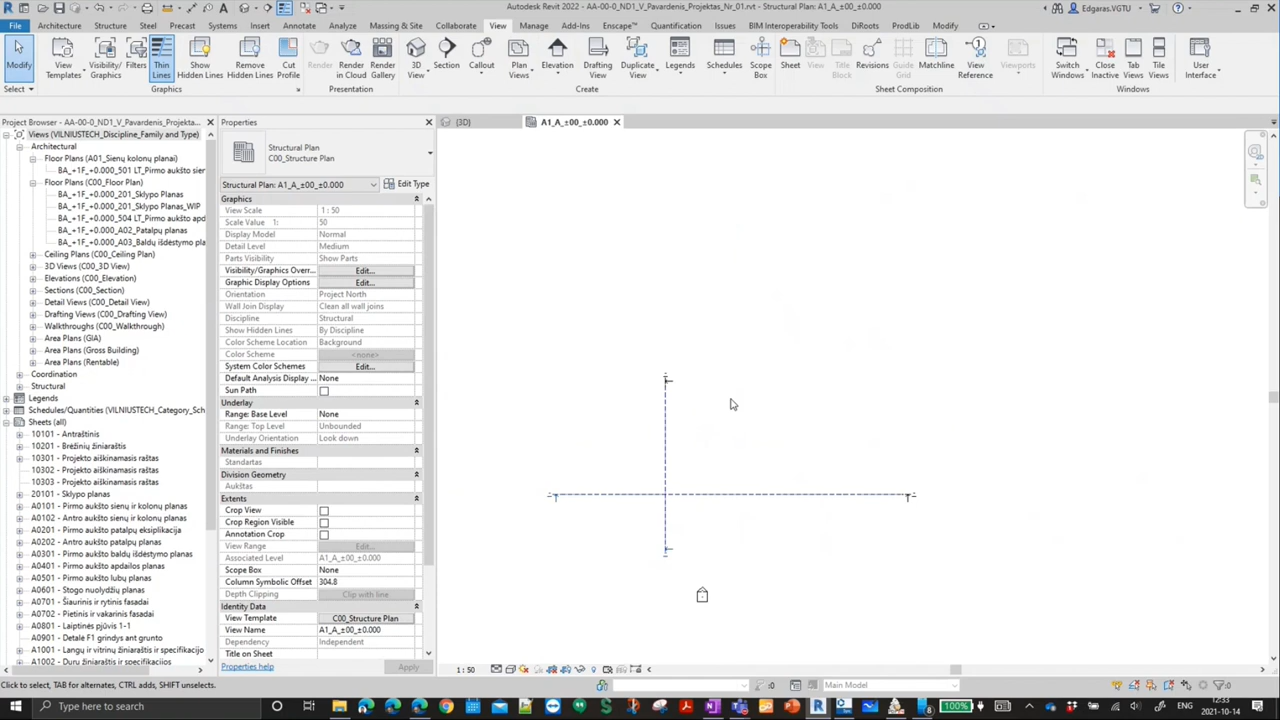 Autodesk Revit 2022 - AA-00-0_ND1_V_Pavardenis_Projektas_Nr_01.rvt - Structural Plan: A1_A_±00_±0.000
Edgaras.VGTU
File Architecture Structure Steel Precast Systems Insert Annotate Analyze Massing & Site Collaborate View Manage Add-Ins Enscape™ Quantification Issues BIM Interoperability Tools DiRoots ProdLib Modify
Modify
View Templates
Visibility/ Graphics
Filters
Thin Lines
Show Hidden Lines
Remove Hidden Lines
Cut Profile
Render
Render in Cloud
Render Gallery
3D View
Section
Callout
Plan Views
Elevation
Drafting View
Duplicate View
Legends
Schedules
Scope Box
Sheet
View
Title Block
Revisions
Guide Grid
Matchline
View Reference
Viewports
Switch Windows
Close Inactive
Tab Views
Tile Views
User Interface
Select Graphics Presentation Create Sheet Composition Windows
Project Browser - AA-00-0_ND1_V_Pavardenis_Projekta...
Views (VILNIUSTECH_Discipline_Family and Type)
Architectural
Floor Plans (A01_Sienų kolonų planai)
BA_+1F_+0.000_501 LT_Pirmo aukšto sier
Floor Plans (C00_Floor Plan)
BA_+1F_+0.000_201_Sklypo Planas
BA_+1F_+0.000_201_Sklypo Planas_WIP
BA_+1F_+0.000_504 LT_Pirmo aukšto apd
BA_+1F_+0.000_A02_Patalpų planas
BA_+1F_+0.000_A03_Baldų išdėstymo pla
Ceiling Plans (C00_Ceiling Plan)
3D Views (C00_3D View)
Elevations (C00_Elevation)
Sections (C00_Section)
Detail Views (C00_Detail View)
Drafting Views (C00_Drafting View)
Walkthroughs (C00_Walkthrough)
Area Plans (GIA)
Area Plans (Gross Building)
Area Plans (Rentable)
Coordination
Structural
Legends
Schedules/Quantities (VILNIUSTECH_Category_Sch
Sheets (all)
10101 - Antraštinis
10201 - Brėžinių žiniaraštis
10301 - Projekto aiškinamasis raštas
10302 - Projekto aiškinamasis raštas
10303 - Projekto aiškinamasis raštas
20101 - Sklypo planas
A0101 - Pirmo aukšto sienų ir kolonų planas
A0102 - Antro aukšto sienų ir kolonų planas
A0201 - Pirmo aukšto patalpų eksplikacija
A0202 - Antro aukšto patalpų planas
A0301 - Pirmo aukšto baldų išdėstymo planas
A0401 - Pirmo aukšto apdailos planas
A0501 - Pirmo aukšto lubų planas
A0601 - Stogo nuolydžių planas
A0701 - Šiaurinis ir rytinis fasadai
A0702 - Pietinis ir vakarinis fasadai
A0801 - Laiptinės pjūvis 1-1
A0901 - Detalė F1 grindys ant grunto
A1001 - Langų ir vitrinų žiniaraštis ir specifikacijo
A1002 - Durų žiniaraštis ir specifikacijos
Properties
Structural Plan
C00_Structure Plan
Structural Plan: A1_A_±00_±0.000 Edit Type
Graphics
View Scale 1 : 50
Scale Value 1: 50
Display Model Normal
Detail Level Medium
Parts Visibility Show Parts
Visibility/Graphics Overr... Edit...
Graphic Display Options Edit...
Orientation Project North
Wall Join Display Clean all wall joins
Discipline Structural
Show Hidden Lines By Discipline
Color Scheme Location Background
Color Scheme <none>
System Color Schemes Edit...
Default Analysis Display ... None
Sun Path
Underlay
Range: Base Level None
Range: Top Level Unbounded
Underlay Orientation Look down
Materials and Finishes
Standartas
Division Geometry
Aukštas
Extents
Crop View
Crop Region Visible
Annotation Crop
View Range Edit...
Associated Level A1_A_±00_±0.000
Scope Box None
Column Symbolic Offset 304.8
Depth Clipping Clip with line
Identity Data
View Template C00_Structure Plan
View Name A1_A_±00_±0.000
Dependency Independent
Title on Sheet
Properties help Apply
{3D} A1_A_±00_±0.000
1 : 50
Click to select, TAB for alternates, CTRL adds, SHIFT unselects. :0 Main Model :0
Type here to search 100% ENG 12:33
2021-10-14